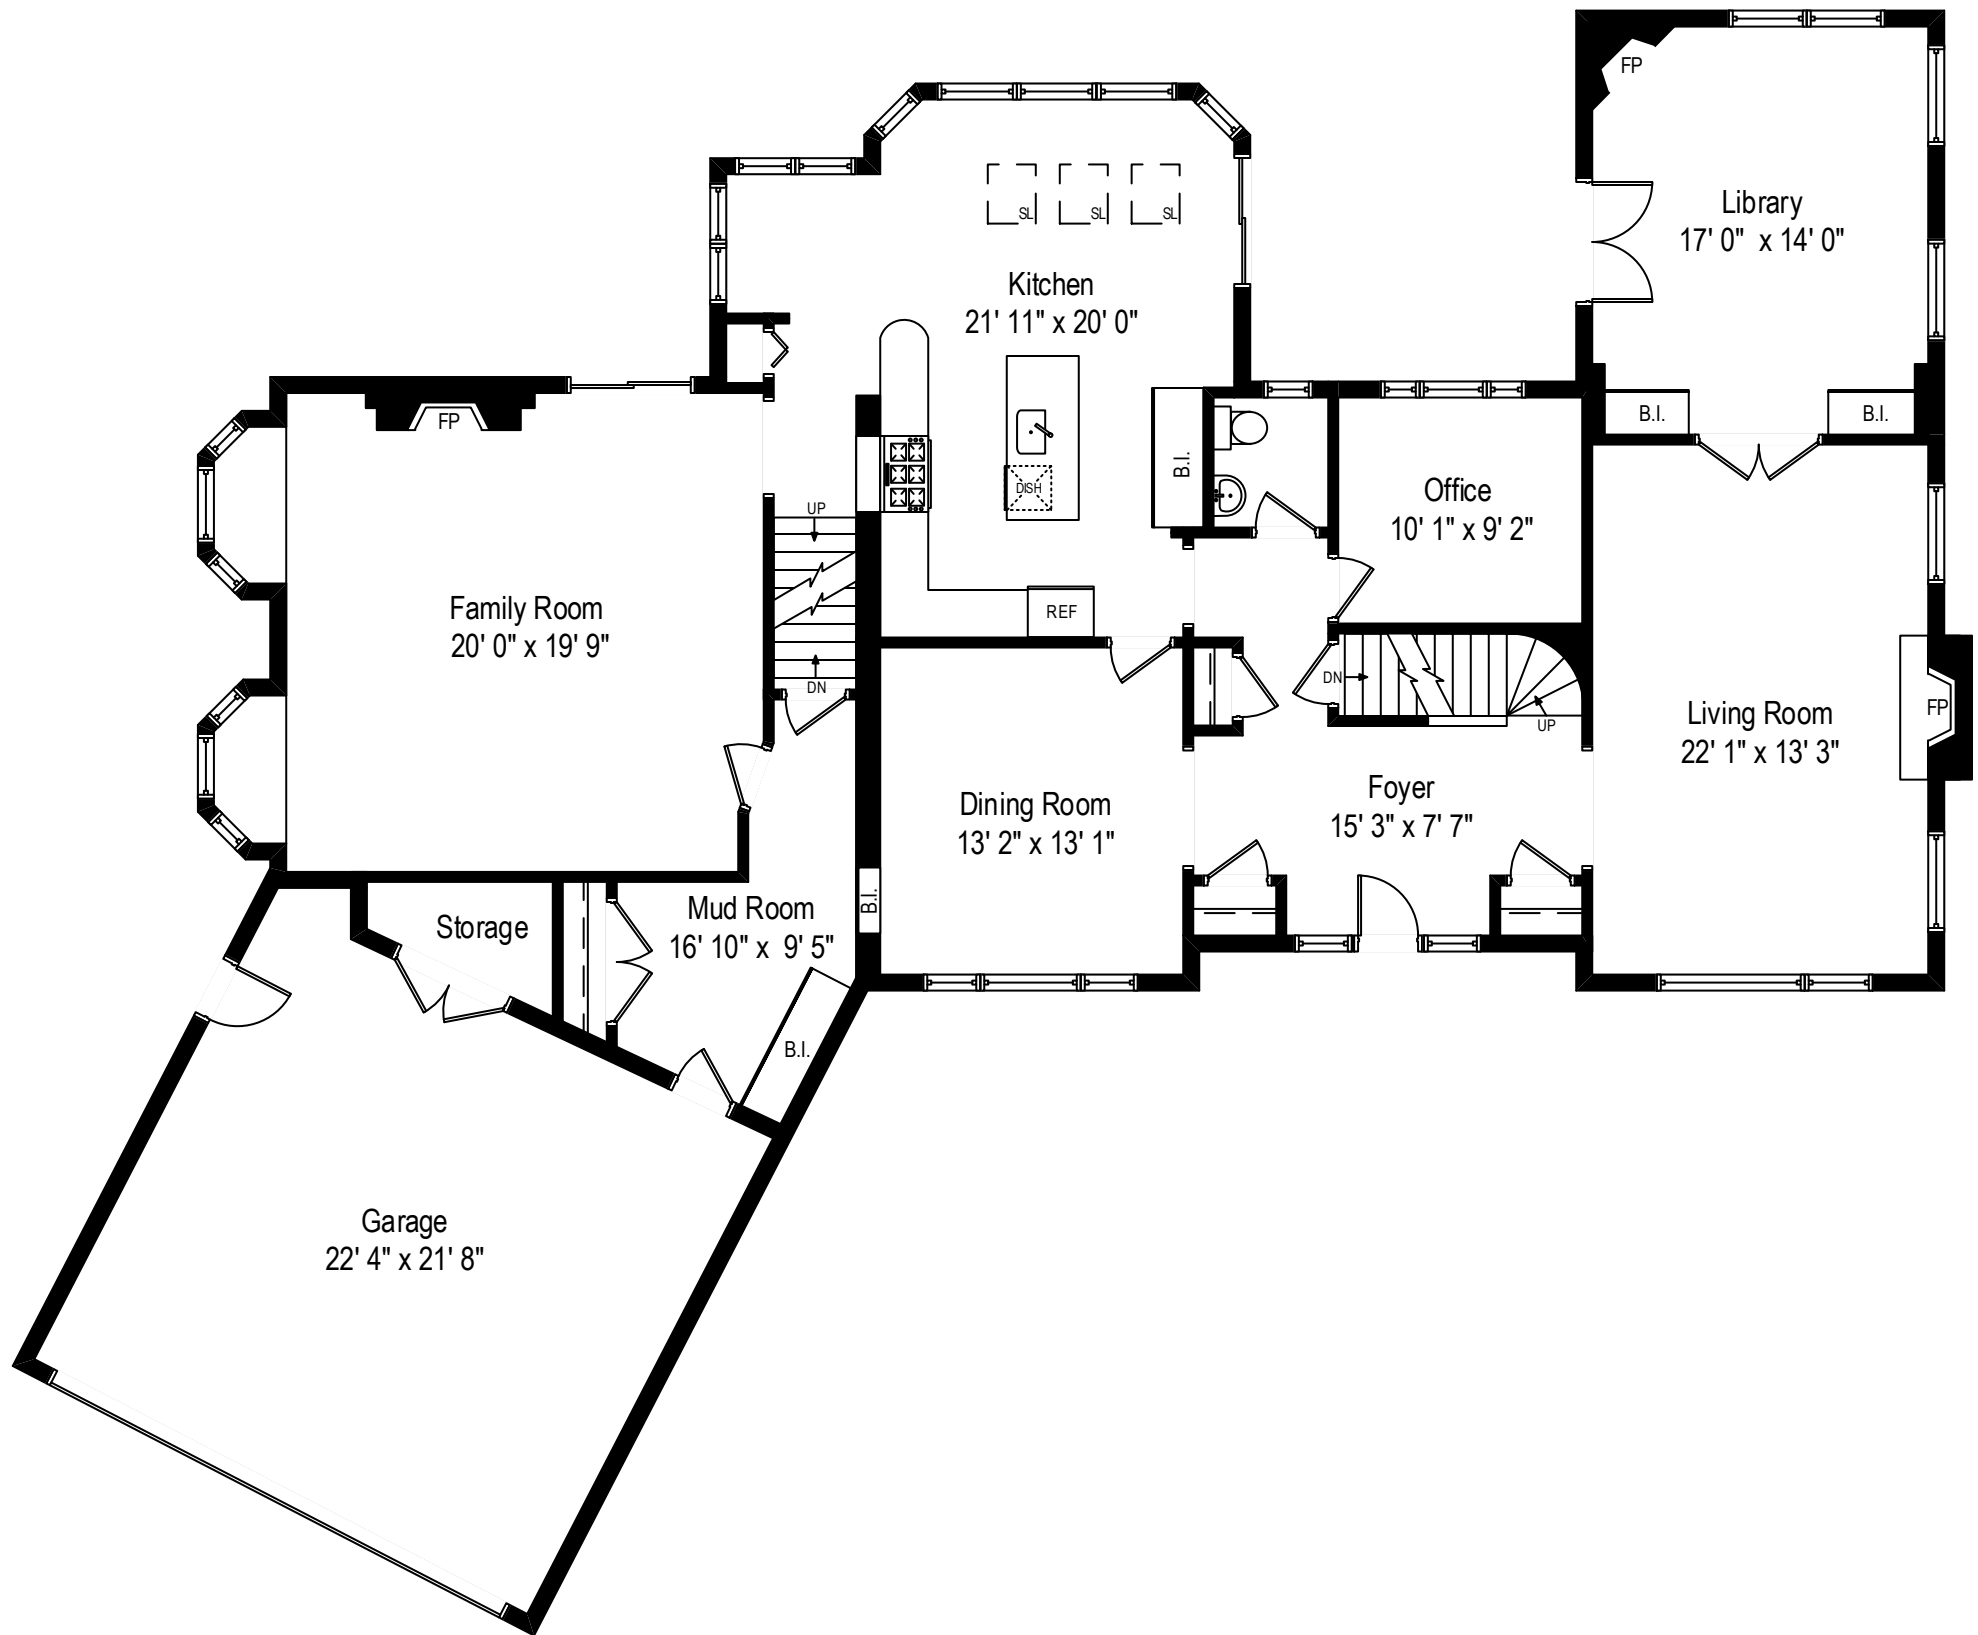 FP
Library
17' 0" x 14' 0"
SL
SL
SL
Kitchen
21' 11" x 20' 0"
B.I.
B.I.
FP
DISH
B.I.
UP
Office
10' 1" x 9' 2"
Family Room
20' 0" x 19' 9"
REF
DN
DN
UP
Living Room
22' 1" x 13' 3"
FP
Dining Room
13' 2" x 13' 1"
Foyer
15' 3" x 7' 7"
B.I.
Storage
Mud Room
16' 10" x 9' 5"
B.I.
Garage
22' 4" x 21' 8"